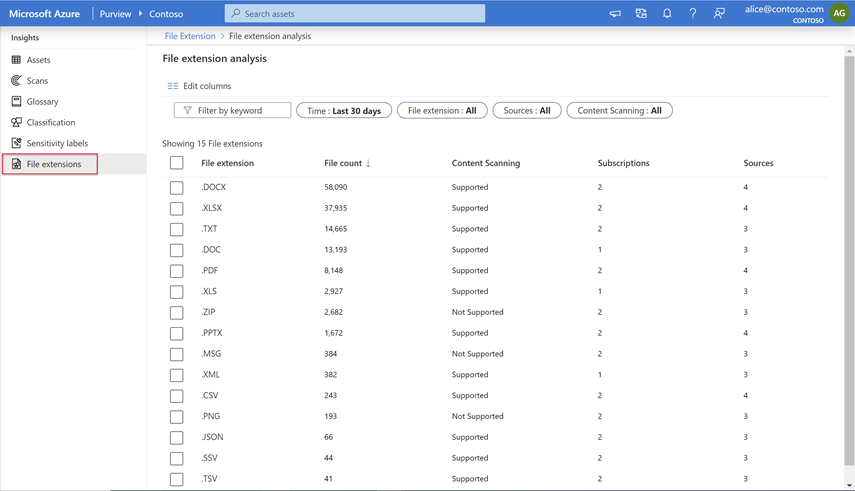 Microsoft Azure Purview Contoso Search assets alice@contoso.com CONTOSO AG
Insights
Assets
Scans
Glossary
Classification
Sensitivity labels
File extensions
File Extension > File extension analysis
File extension analysis
Edit columns
Filter by keyword Time : Last 30 days File extension : All Sources : All Content Scanning : All
Showing 15 File extensions
File extension File count ↓ Content Scanning Subscriptions Sources
.DOCX 58,090 Supported 2 4
.XLSX 37,935 Supported 2 4
.TXT 14,665 Supported 2 3
.DOC 13,193 Supported 1 3
.PDF 8,148 Supported 2 4
.XLS 2,927 Supported 1 3
.ZIP 2,682 Not Supported 2 3
.PPTX 1,672 Supported 2 4
.MSG 384 Not Supported 2 3
.XML 382 Supported 1 3
.CSV 243 Supported 2 4
.PNG 193 Not Supported 2 3
.JSON 66 Supported 2 3
.SSV 44 Supported 2 3
.TSV 41 Supported 2 3